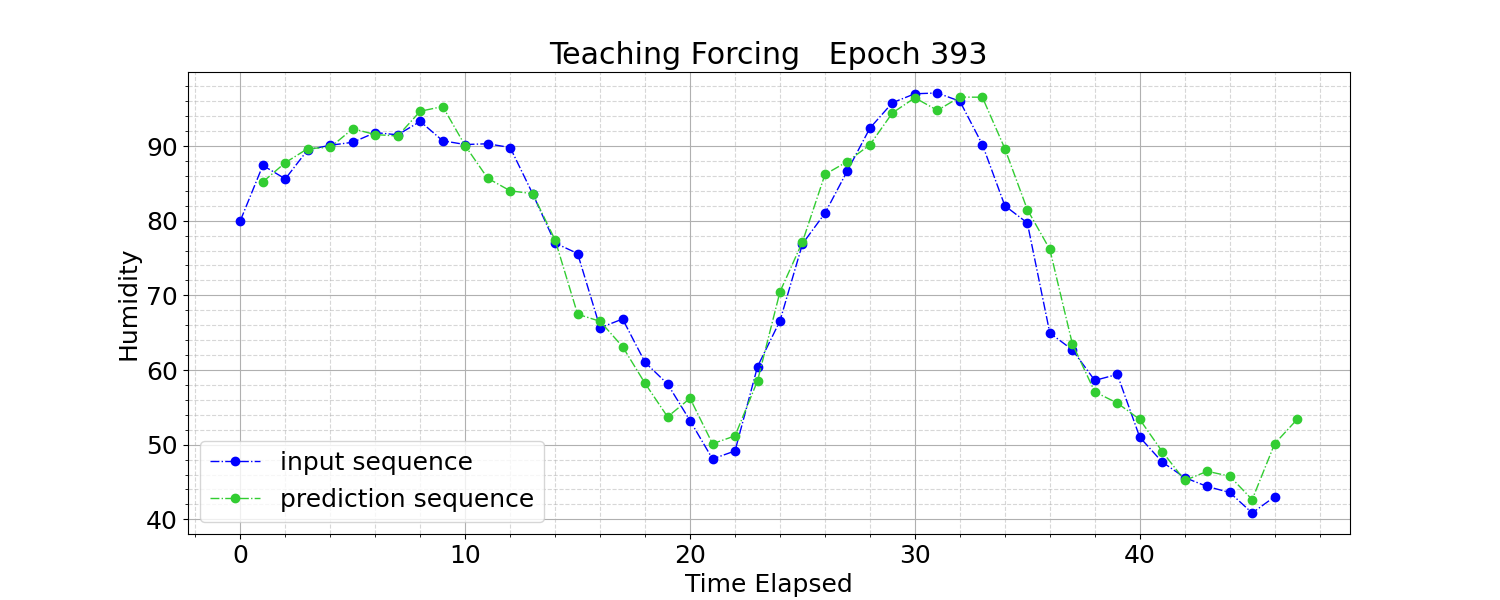 Teaching Forcing   Epoch 393
Humidity
90
80
70
60
50
40
input sequence
prediction sequence
0 10 20 30 40
Time Elapsed